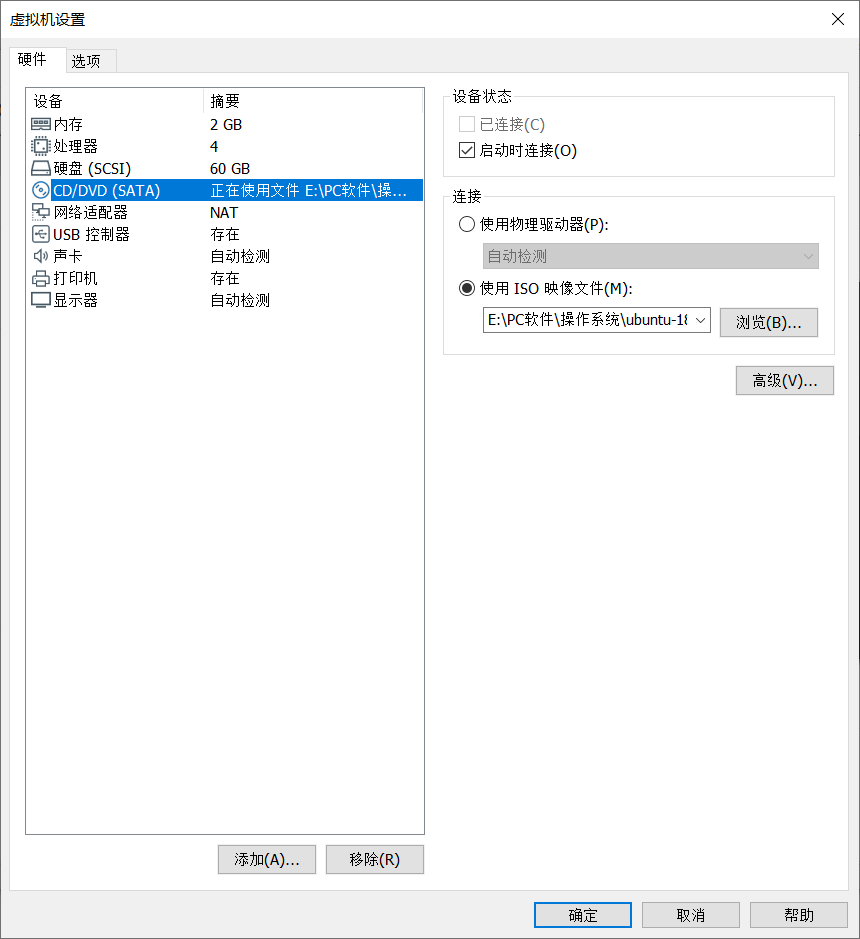 虚拟机设置
硬件 选项
设备 摘要
内存 2 GB
处理器 4
硬盘 (SCSI) 60 GB
CD/DVD (SATA) 正在使用文件 E:\PC软件\操...
网络适配器 NAT
USB 控制器 存在
声卡 自动检测
打印机 存在
显示器 自动检测
添加(A)... 移除(R)
设备状态
已连接(C)
启动时连接(O)
连接
使用物理驱动器(P):
自动检测
使用 ISO 映像文件(M):
E:\PC软件\操作系统\ubuntu-18 浏览(B)...
高级(V)...
确定 取消 帮助